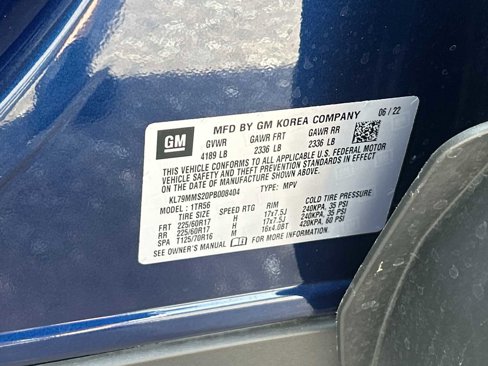 GM
MFD BY GM KOREA COMPANY 06 / 22
GVWR GAWR FRT GAWR RR
4189 LB 2336 LB 2336 LB
THIS VEHICLE CONFORMS TO ALL APPLICABLE U.S. FEDERAL MOTOR
VEHICLE SAFETY AND THEFT PREVENTION STANDARDS IN EFFECT ON
THE DATE OF MANUFACTURE SHOWN ABOVE.
KL79MMS20PB008404 TYPE: MPV
MODEL: 1TR56
TIRE SIZE SPEED RTG RIM COLD TIRE PRESSURE
FRT 225/60R17 H 17x7.5J 240KPA, 35 PSI
RR 225/60R17 H 17x7.5J 240KPA, 35 PSI
SPA T125/70R16 M 16x4.0BT 420KPA, 60 PSI
SEE OWNER'S MANUAL FOR MORE INFORMATION.